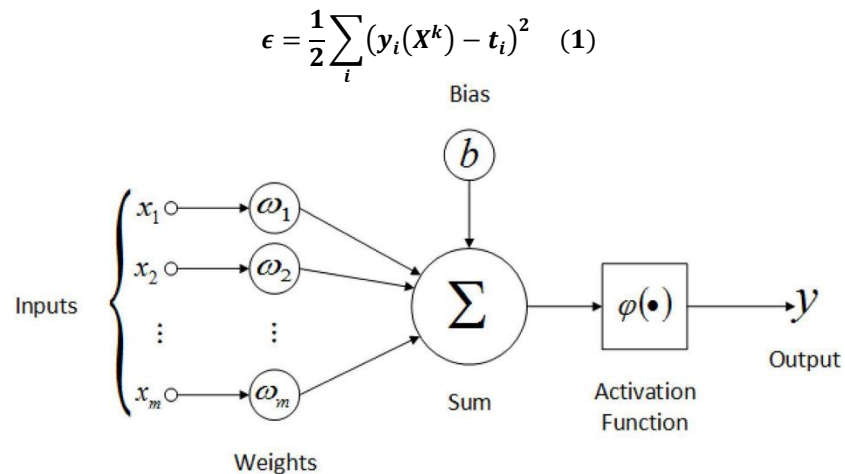 ϵ = 1/2 ∑_i (y_i(X^k) − t_i)^2 (1)
Bias
b
x_1 ω_1
x_2 ω_2
Inputs
⋮ ⋮
∑ φ(•) y
Output
x_m ω_m
Sum
Activation
Function
Weights